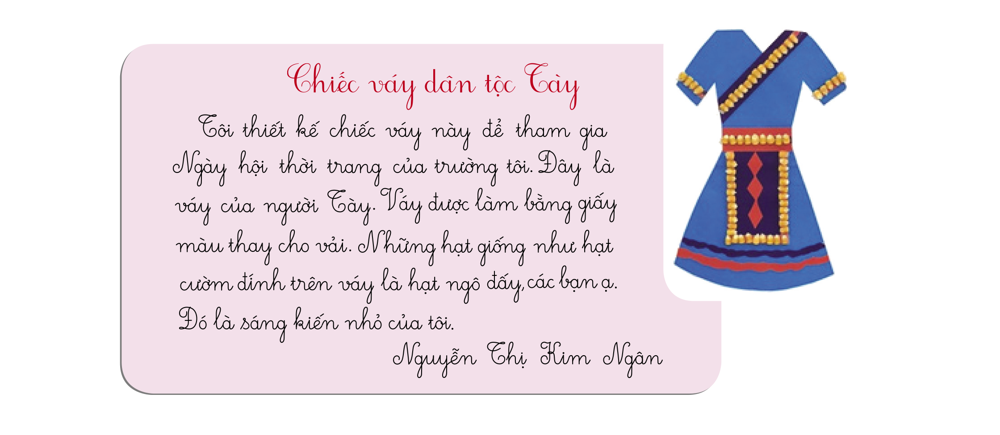 Chiếc váy dân tộc Tày
Tôi thiết kế chiếc váy này để tham gia
Ngày hội thời trang của trường tôi. Đây là
váy của người Tày. Váy được làm bằng giấy
màu thay cho vải. Những hạt giống như hạt
cườm đính trên váy là hạt ngô đấy, các bạn ạ.
Đó là sáng kiến nhỏ của tôi.
Nguyễn Thị Kim Ngân